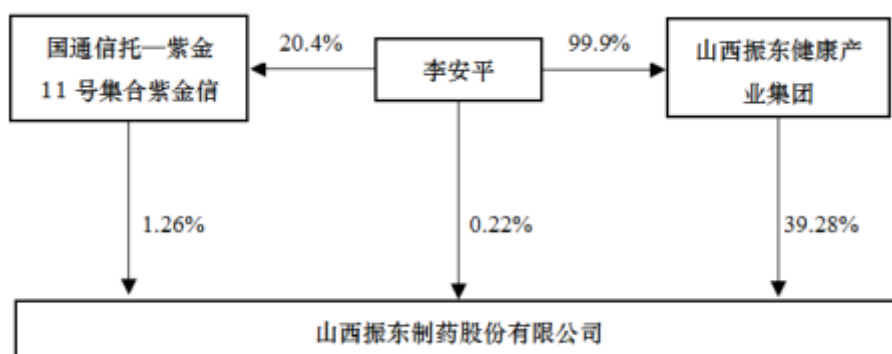 国通信托—紫金
11 号集合紫金信
20.4%
李安平
99.9%
山西振东健康产
业集团
1.26%
0.22%
39.28%
山西振东制药股份有限公司